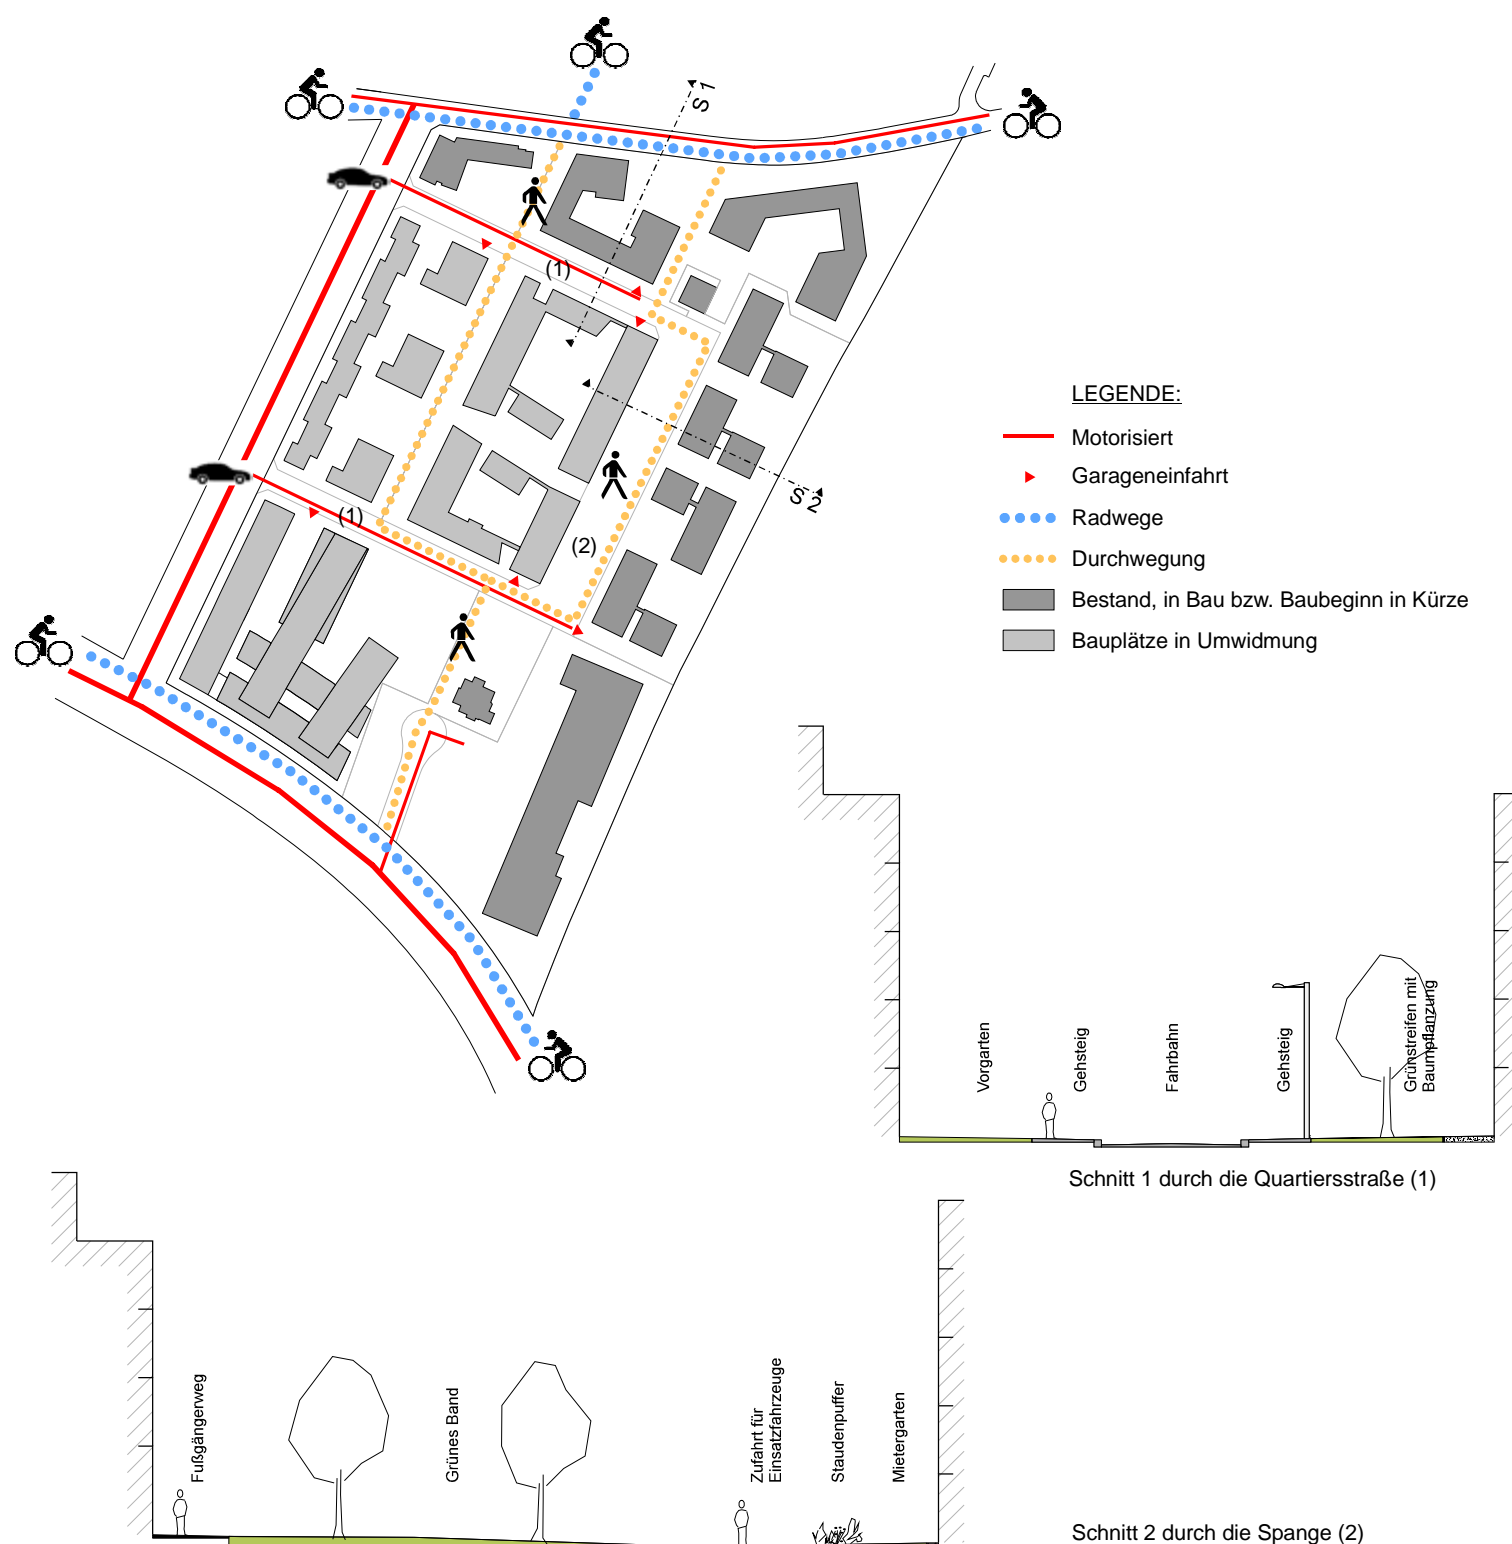 S 1
(1)
S 2
(1)
(2)
LEGENDE:
Motorisiert
Garageneinfahrt
Radwege
Durchwegung
Bestand, in Bau bzw. Baubeginn in Kürze
Bauplätze in Umwidmung
Vorgarten
Gehsteig
Fahrbahn
Gehsteig
Grünstreifen mit
Baumpflanzung
Schnitt 1 durch die Quartiersstraße (1)
Fußgängerweg
Grünes Band
Zufahrt für
Einsatzfahrzeuge
Staudenpuffer
Mietergarten
Schnitt 2 durch die Spange (2)